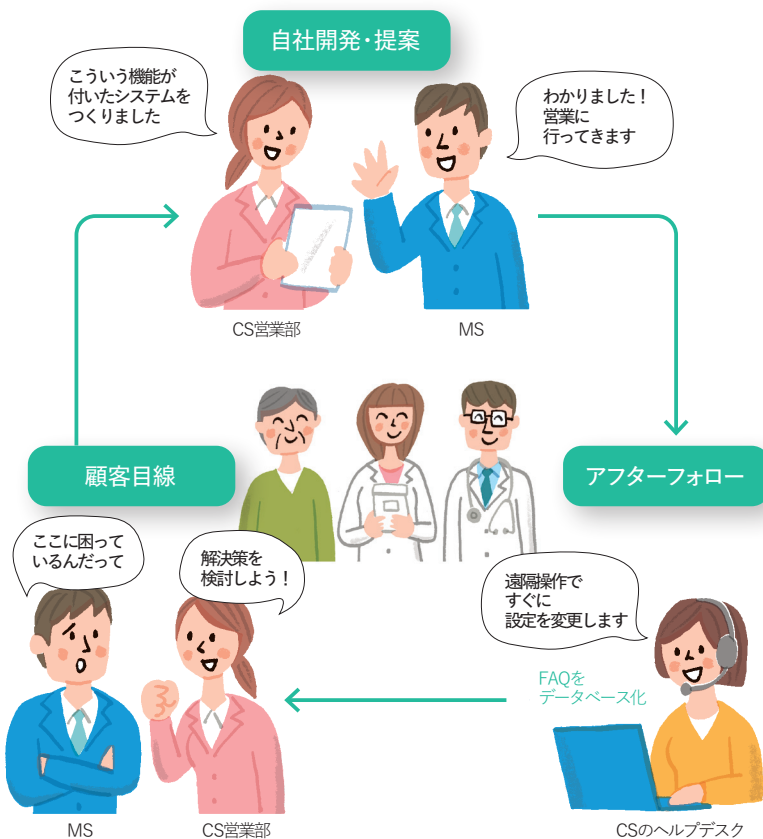 自社開発・提案
こういう機能が
付いたシステムを
つくりました
わかりました！
営業に
行ってきます
CS営業部
MS
顧客目線
アフターフォロー
ここに困って
いるんだって
解決策を
検討しよう！
遠隔操作で
すぐに
設定を変更します
FAQを
データベース化
MS
CS営業部
CSのヘルプデスク